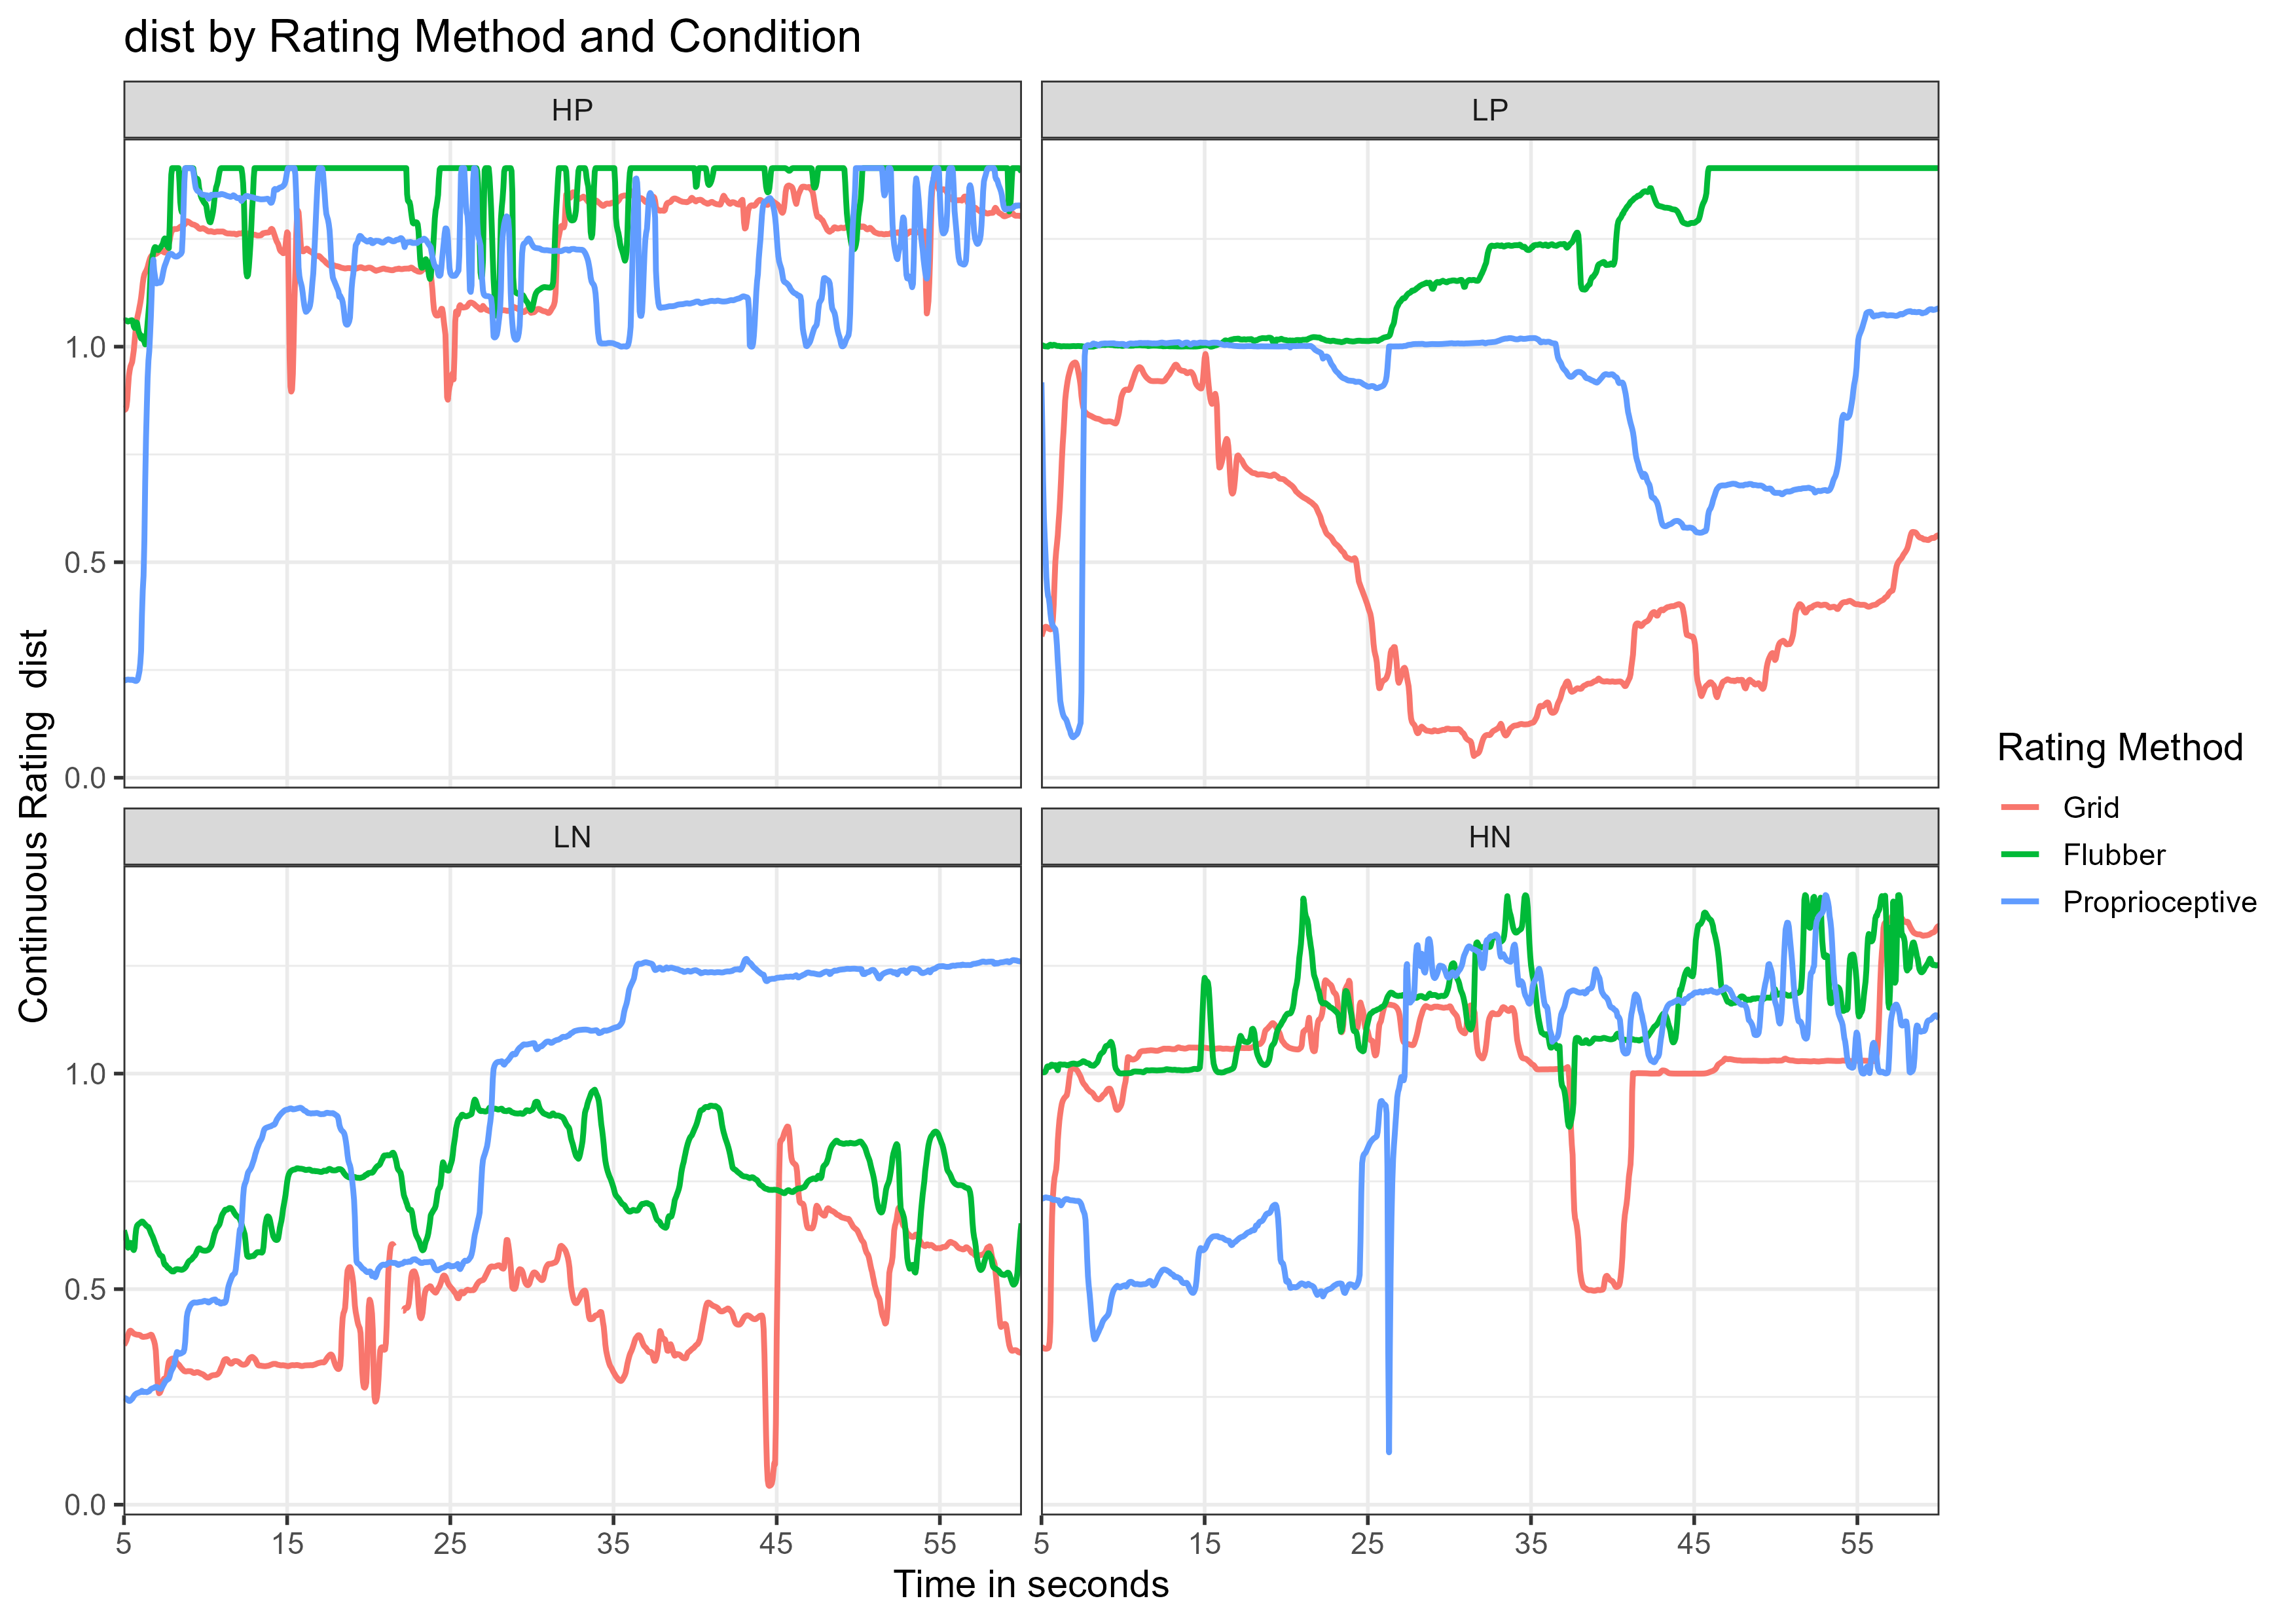 dist by Rating Method and Condition
HP
LP
1.0
0.5
0.0
LN
HN
1.0
0.5
0.0
5 15 25 35 45 55
5 15 25 35 45 55
Time in seconds
Continuous Rating dist
Rating Method
Grid
Flubber
Proprioceptive